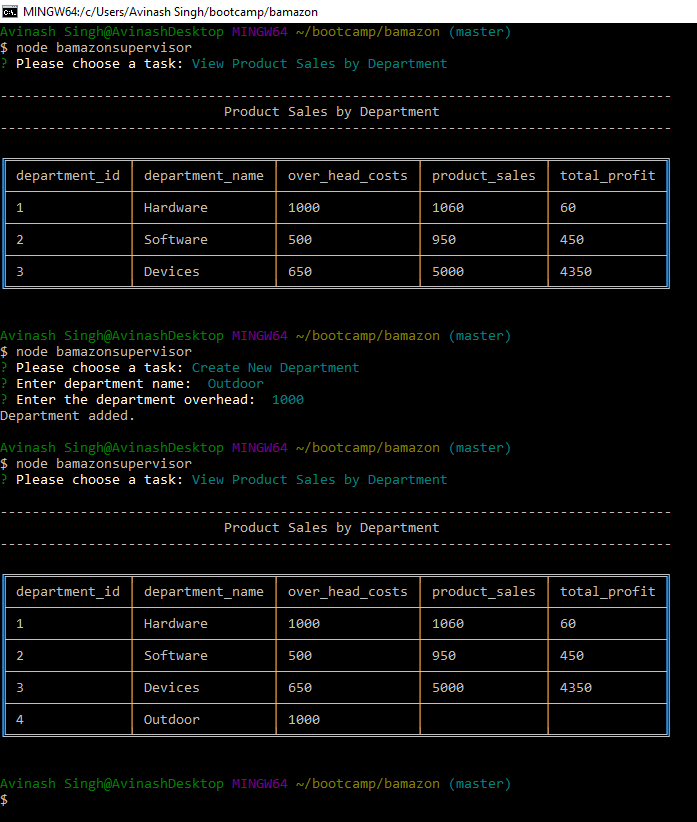 MINGW64:/c/Users/Avinash Singh/bootcamp/bamazon
Avinash Singh@AvinashDesktop MINGW64 ~/bootcamp/bamazon (master)
$ node bamazonsupervisor
? Please choose a task: View Product Sales by Department
------------------------------------------------------------------------------------
Product Sales by Department
------------------------------------------------------------------------------------
department_id department_name over_head_costs product_sales total_profit
1 Hardware 1000 1060 60
2 Software 500 950 450
3 Devices 650 5000 4350
Avinash Singh@AvinashDesktop MINGW64 ~/bootcamp/bamazon (master)
$ node bamazonsupervisor
? Please choose a task: Create New Department
? Enter department name:  Outdoor
? Enter the department overhead:  1000
Department added.
Avinash Singh@AvinashDesktop MINGW64 ~/bootcamp/bamazon (master)
$ node bamazonsupervisor
? Please choose a task: View Product Sales by Department
------------------------------------------------------------------------------------
Product Sales by Department
------------------------------------------------------------------------------------
department_id department_name over_head_costs product_sales total_profit
1 Hardware 1000 1060 60
2 Software 500 950 450
3 Devices 650 5000 4350
4 Outdoor 1000
Avinash Singh@AvinashDesktop MINGW64 ~/bootcamp/bamazon (master)
$